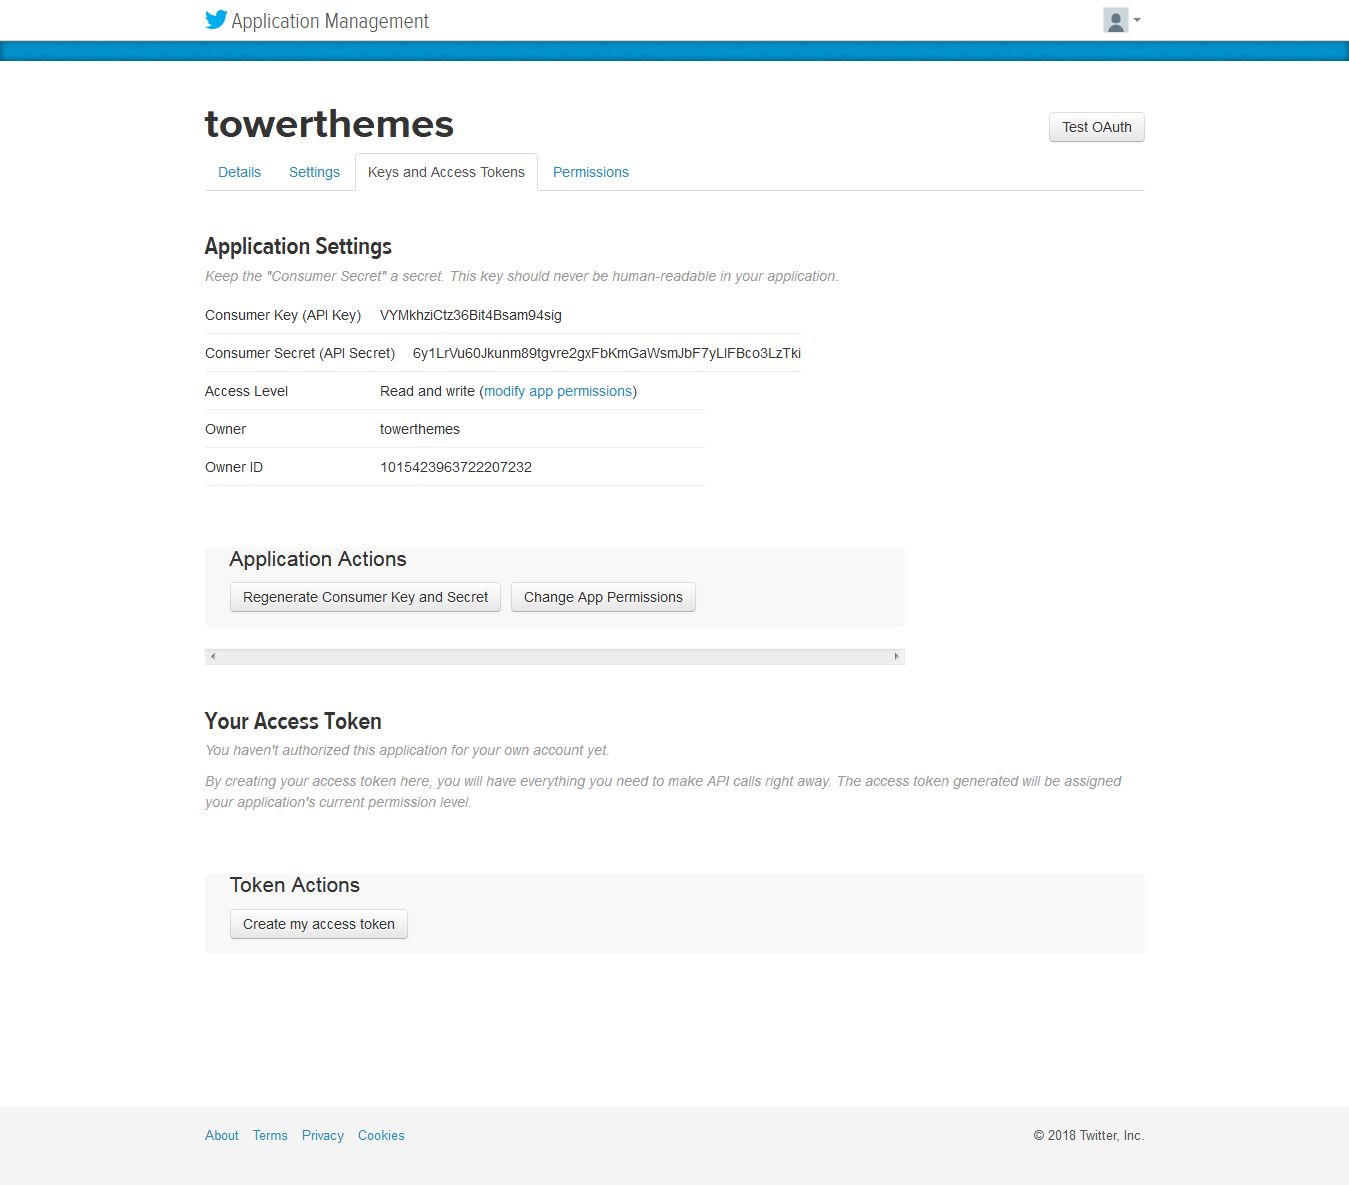 Application Management
towerthemes
Test OAuth
Details Settings Keys and Access Tokens Permissions
Application Settings
Keep the "Consumer Secret" a secret. This key should never be human-readable in your application.
Consumer Key (API Key) VYMkhziCtz36Bit4Bsam94sig
Consumer Secret (API Secret) 6y1LrVu60Jkunm89tgvre2gxFbKmGaWsmJbF7yLIFBco3LzTki
Access Level Read and write (modify app permissions)
Owner towerthemes
Owner ID 1015423963722207232
Application Actions
Regenerate Consumer Key and Secret Change App Permissions
Your Access Token
You haven't authorized this application for your own account yet.
By creating your access token here, you will have everything you need to make API calls right away. The access token generated will be assigned
your application's current permission level.
Token Actions
Create my access token
About Terms Privacy Cookies © 2018 Twitter, Inc.